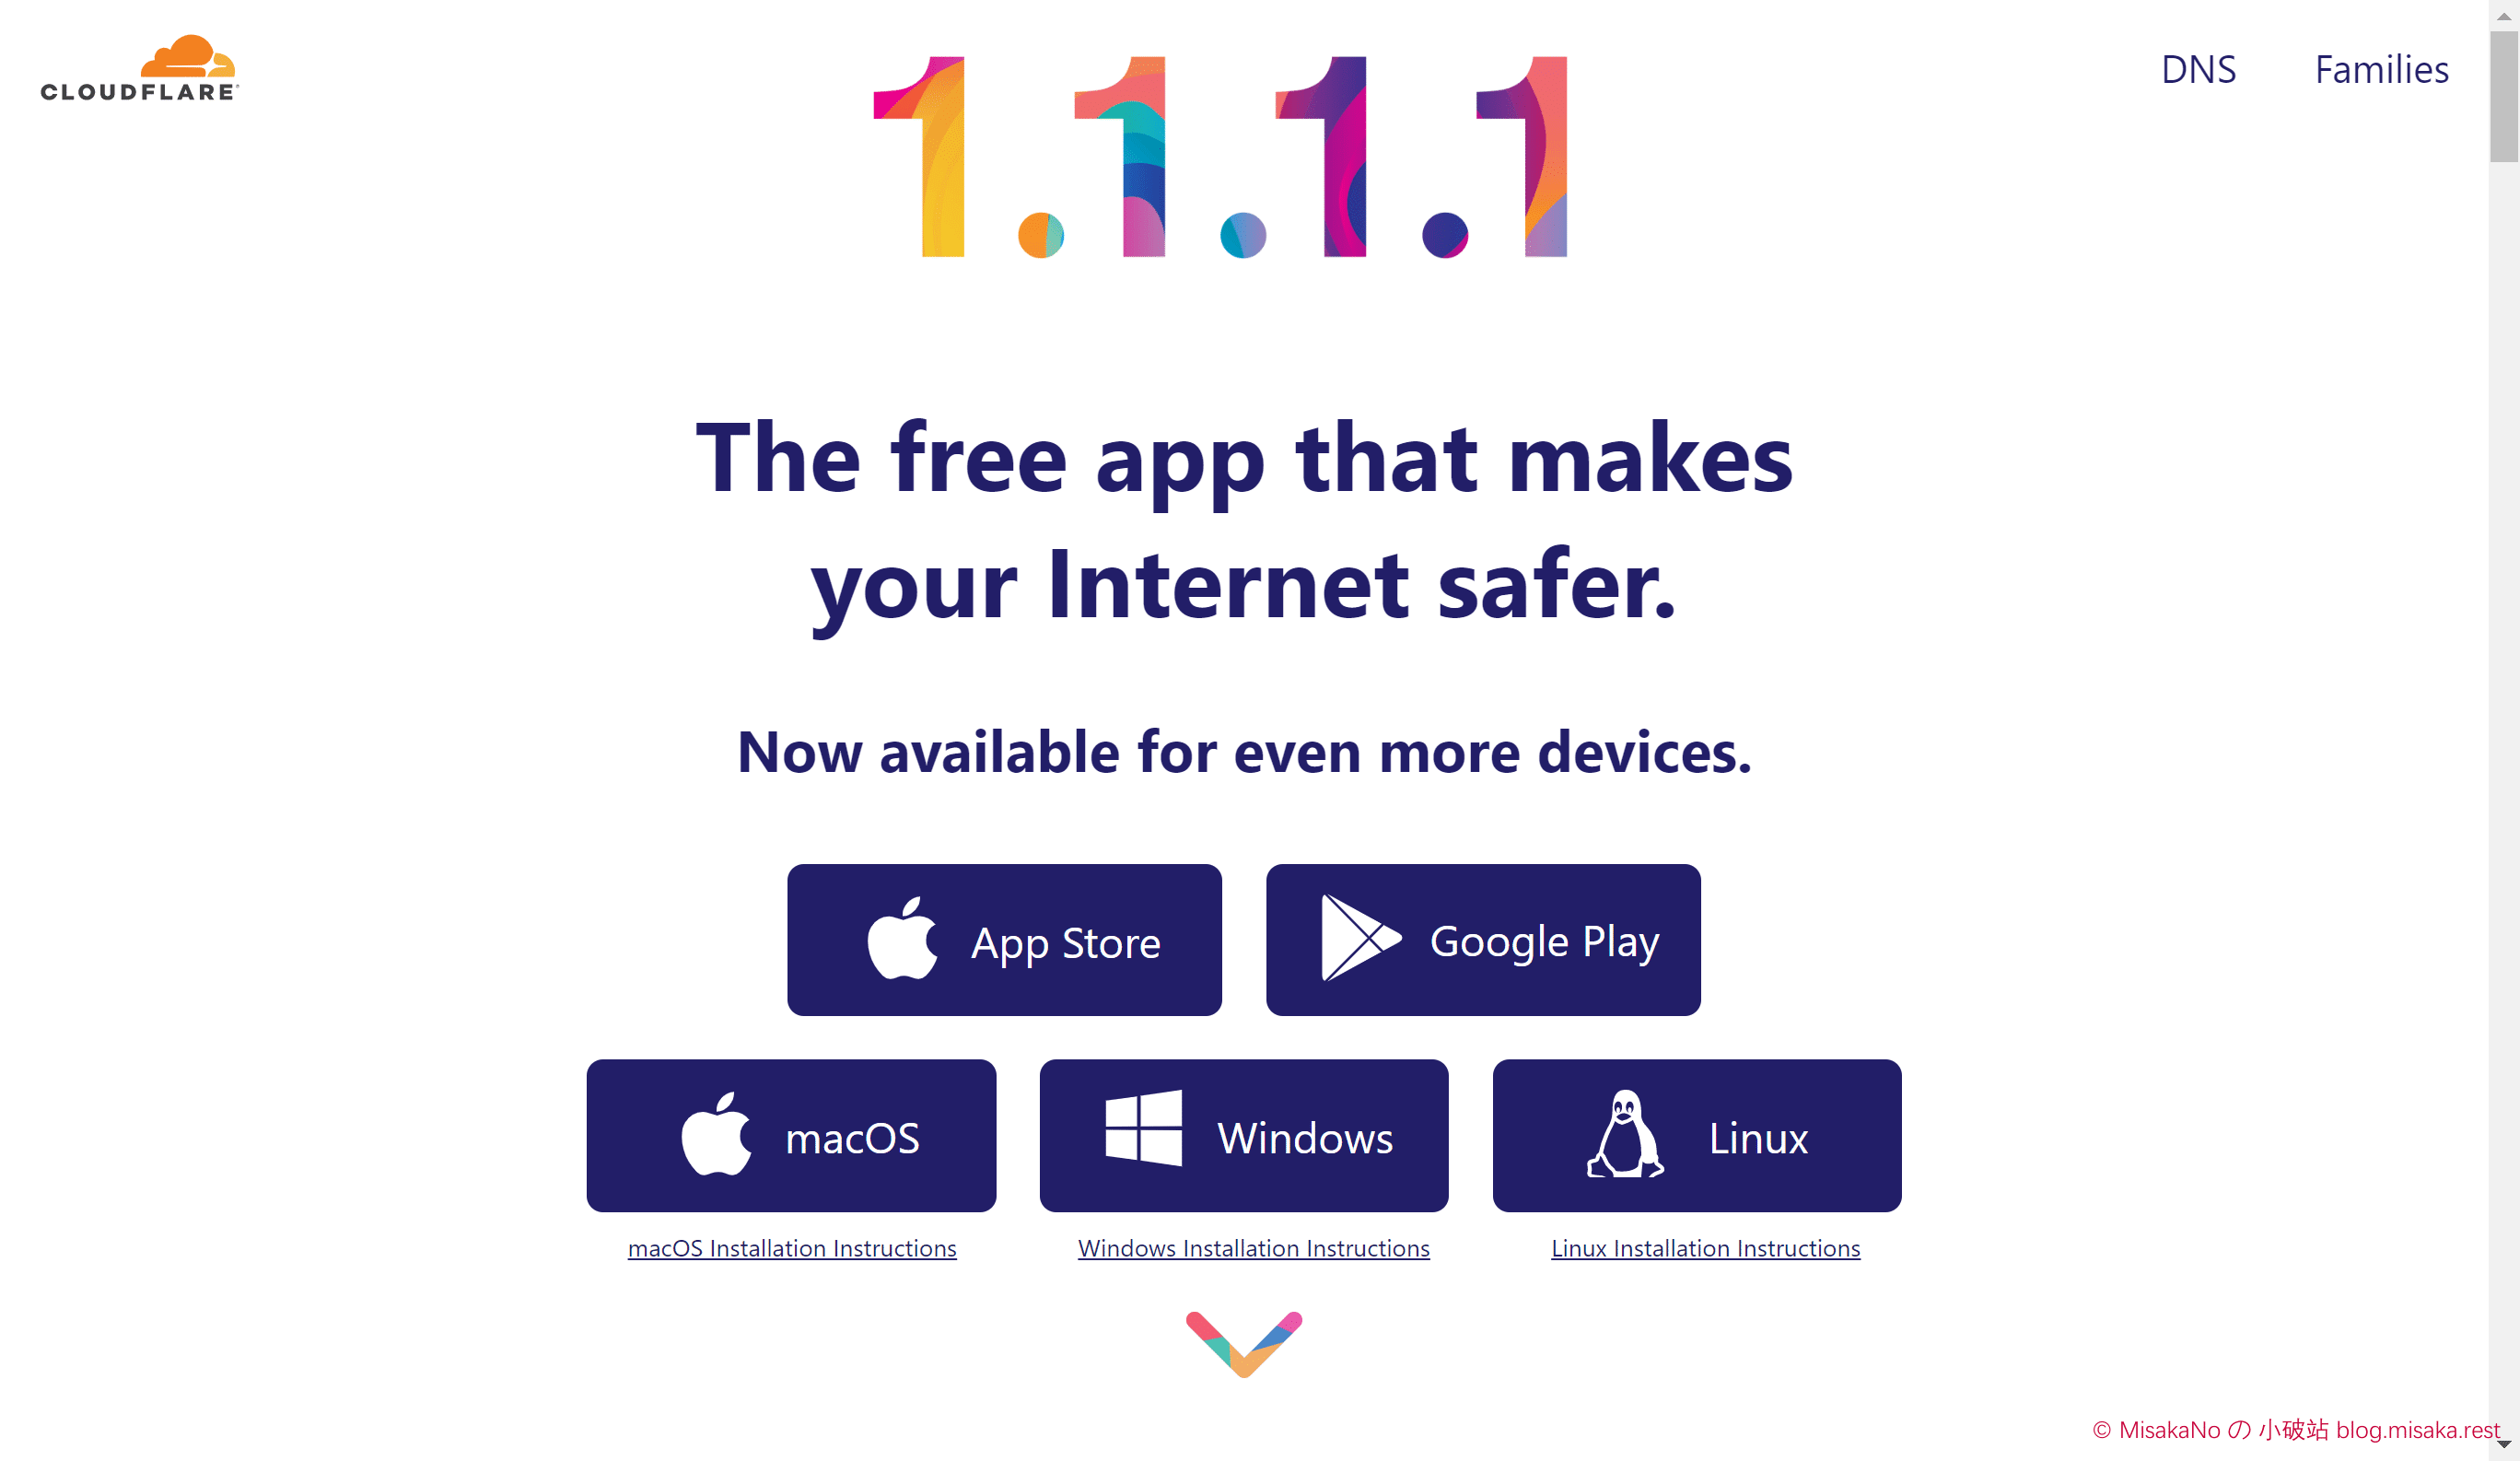 CLOUDFLARE
1.1.1.1
DNS
Families
The free app that makes
your Internet safer.
Now available for even more devices.
App Store
Google Play
macOS
Windows
Linux
macOS Installation Instructions
Windows Installation Instructions
Linux Installation Instructions
© MisakaNo の 小破站 blog.misaka.rest